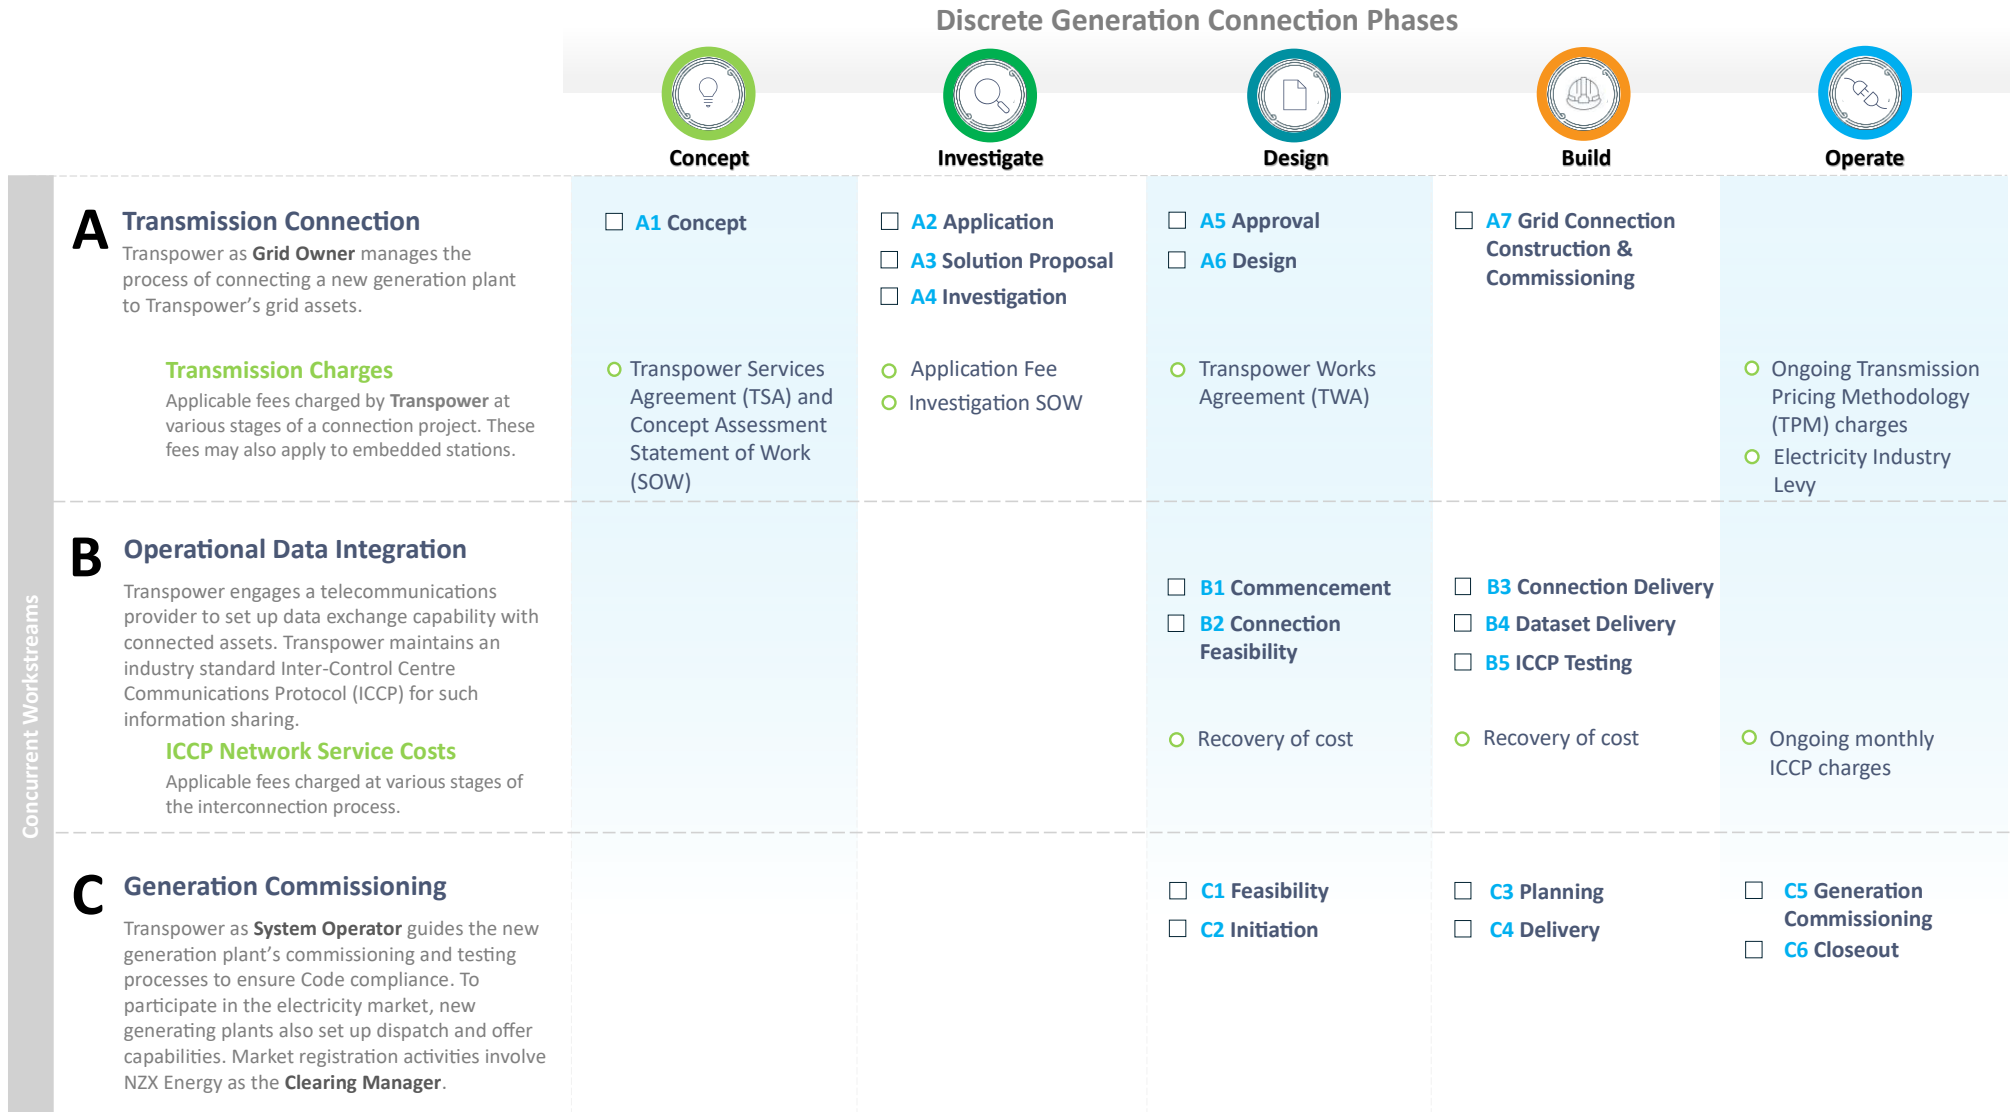 Discrete Generation Connection Phases
Concept
Investigate
Design
Build
Operate
Concurrent Workstreams
A
Transmission Connection
Transpower as Grid Owner manages the
process of connecting a new generation plant
to Transpower's grid assets.
A1 Concept
A2 Application
A3 Solution Proposal
A4 Investigation
A5 Approval
A6 Design
A7 Grid Connection
Construction &
Commissioning
Transmission Charges
Applicable fees charged by Transpower at
various stages of a connection project. These
fees may also apply to embedded stations.
Transpower Services
Agreement (TSA) and
Concept Assessment
Statement of Work
(SOW)
Application Fee
Investigation SOW
Transpower Works
Agreement (TWA)
Ongoing Transmission
Pricing Methodology
(TPM) charges
Electricity Industry
Levy
B
Operational Data Integration
Transpower engages a telecommunications
provider to set up data exchange capability with
connected assets. Transpower maintains an
industry standard Inter-Control Centre
Communications Protocol (ICCP) for such
information sharing.
B1 Commencement
B2 Connection
Feasibility
B3 Connection Delivery
B4 Dataset Delivery
B5 ICCP Testing
ICCP Network Service Costs
Applicable fees charged at various stages of
the interconnection process.
Recovery of cost
Recovery of cost
Ongoing monthly
ICCP charges
C
Generation Commissioning
Transpower as System Operator guides the new
generation plant's commissioning and testing
processes to ensure Code compliance. To
participate in the electricity market, new
generating plants also set up dispatch and offer
capabilities. Market registration activities involve
NZX Energy as the Clearing Manager.
C1 Feasibility
C2 Initiation
C3 Planning
C4 Delivery
C5 Generation
Commissioning
C6 Closeout